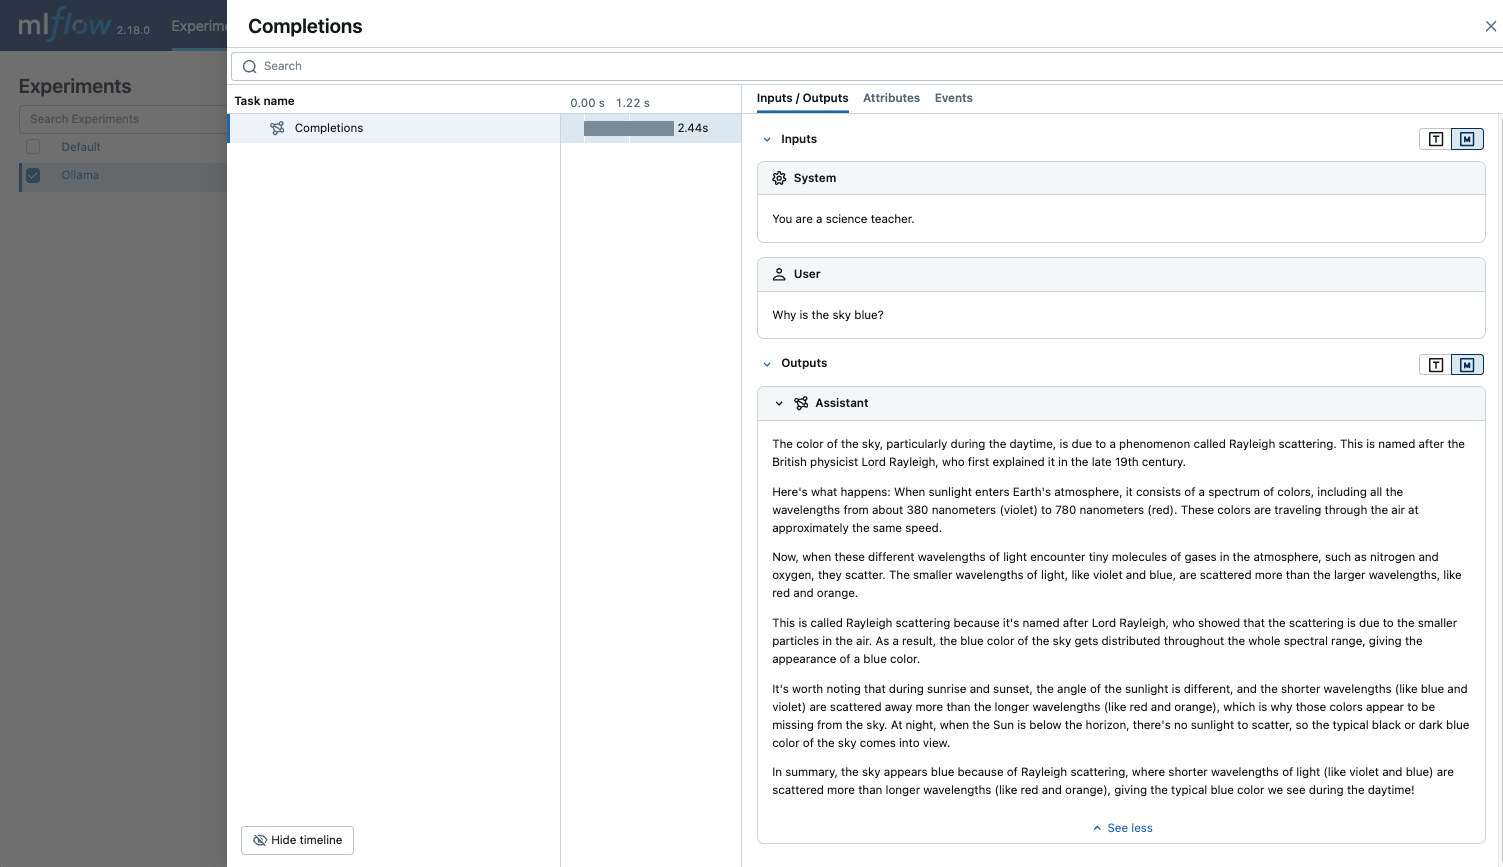 mlflow 2.18.0
Experim
Experiments
Search Experiments
Default
Ollama
Completions
Search
Task name
0.00 s 1.22 s
Completions
2.44s
Hide timeline
Inputs / Outputs Attributes Events
Inputs
System
You are a science teacher.
User
Why is the sky blue?
Outputs
Assistant
The color of the sky, particularly during the daytime, is due to a phenomenon called Rayleigh scattering. This is named after the
British physicist Lord Rayleigh, who first explained it in the late 19th century.
Here's what happens: When sunlight enters Earth's atmosphere, it consists of a spectrum of colors, including all the
wavelengths from about 380 nanometers (violet) to 780 nanometers (red). These colors are traveling through the air at
approximately the same speed.
Now, when these different wavelengths of light encounter tiny molecules of gases in the atmosphere, such as nitrogen and
oxygen, they scatter. The smaller wavelengths of light, like violet and blue, are scattered more than the larger wavelengths, like
red and orange.
This is called Rayleigh scattering because it's named after Lord Rayleigh, who showed that the scattering is due to the smaller
particles in the air. As a result, the blue color of the sky gets distributed throughout the whole spectral range, giving the
appearance of a blue color.
It's worth noting that during sunrise and sunset, the angle of the sunlight is different, and the shorter wavelengths (like blue and
violet) are scattered away more than the longer wavelengths (like red and orange), which is why those colors appear to be
missing from the sky. At night, when the Sun is below the horizon, there's no sunlight to scatter, so the typical black or dark blue
color of the sky comes into view.
In summary, the sky appears blue because of Rayleigh scattering, where shorter wavelengths of light (like violet and blue) are
scattered more than longer wavelengths (like red and orange), giving the typical blue color we see during the daytime!
See less